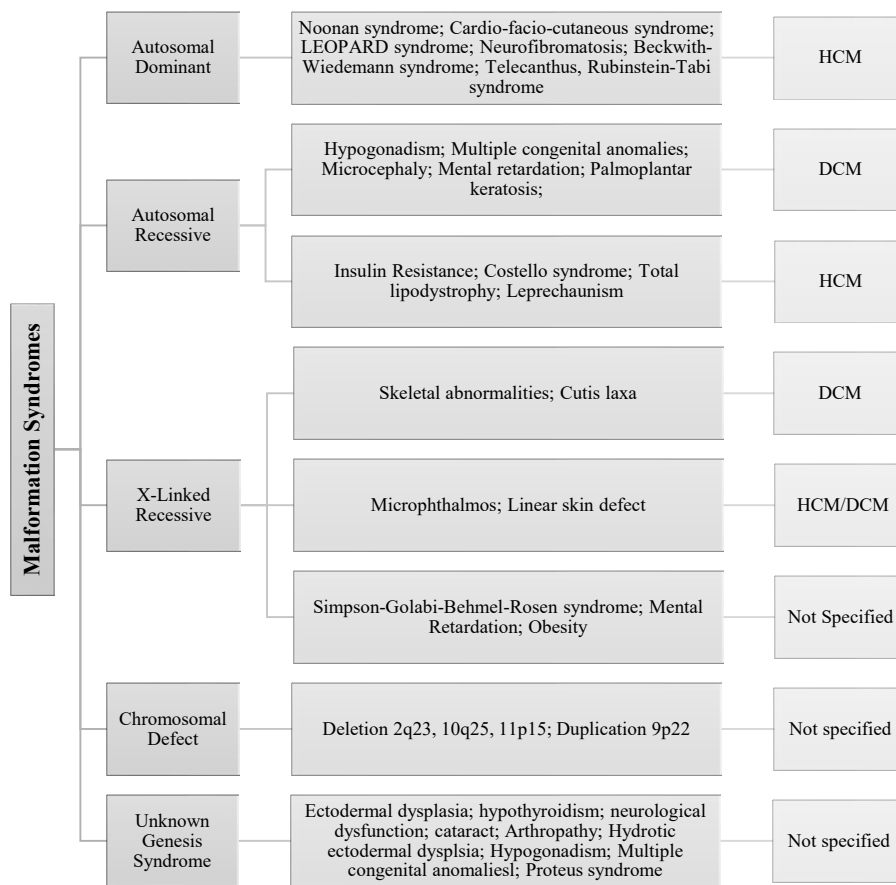 Malformation Syndromes
Autosomal
Dominant
Noonan syndrome; Cardio-facio-cutaneous syndrome;
LEOPARD syndrome; Neurofibromatosis; Beckwith-
Wiedemann syndrome; Telecanthus, Rubinstein-Tabi
syndrome
HCM
Autosomal
Recessive
Hypogonadism; Multiple congenital anomalies;
Microcephaly; Mental retardation; Palmoplantar
keratosis;
DCM
Insulin Resistance; Costello syndrome; Total
lipodystrophy; Leprechaunism
HCM
X-Linked
Recessive
Skeletal abnormalities; Cutis laxa
DCM
Microphthalmos; Linear skin defect
HCM/DCM
Simpson-Golabi-Behmel-Rosen syndrome; Mental
Retardation; Obesity
Not Specified
Chromosomal
Defect
Deletion 2q23, 10q25, 11p15; Duplication 9p22
Not specified
Unknown
Genesis
Syndrome
Ectodermal dysplasia; hypothyroidism; neurological
dysfunction; cataract; Arthropathy; Hydrotic
ectodermal dysplsia; Hypogonadism; Multiple
congenital anomaliesl; Proteus syndrome
Not specified